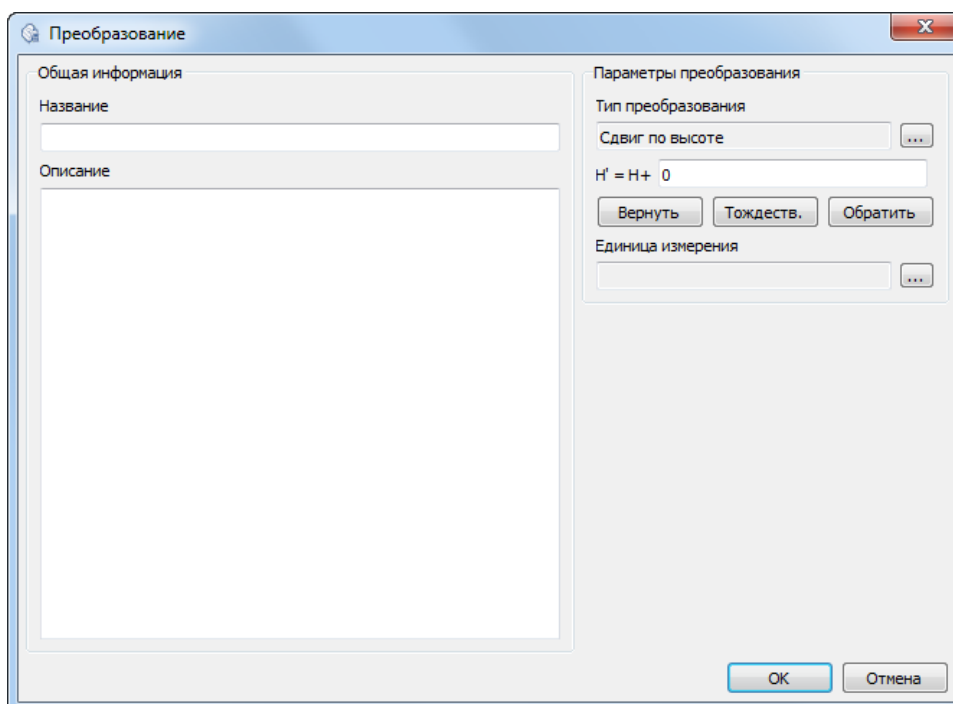 Преобразование
Общая информация
Название
Описание
Параметры преобразования
Тип преобразования
Сдвиг по высоте
...
H' = H+ 0
Вернуть Тождеств. Обратить
Единица измерения
...
OK Отмена